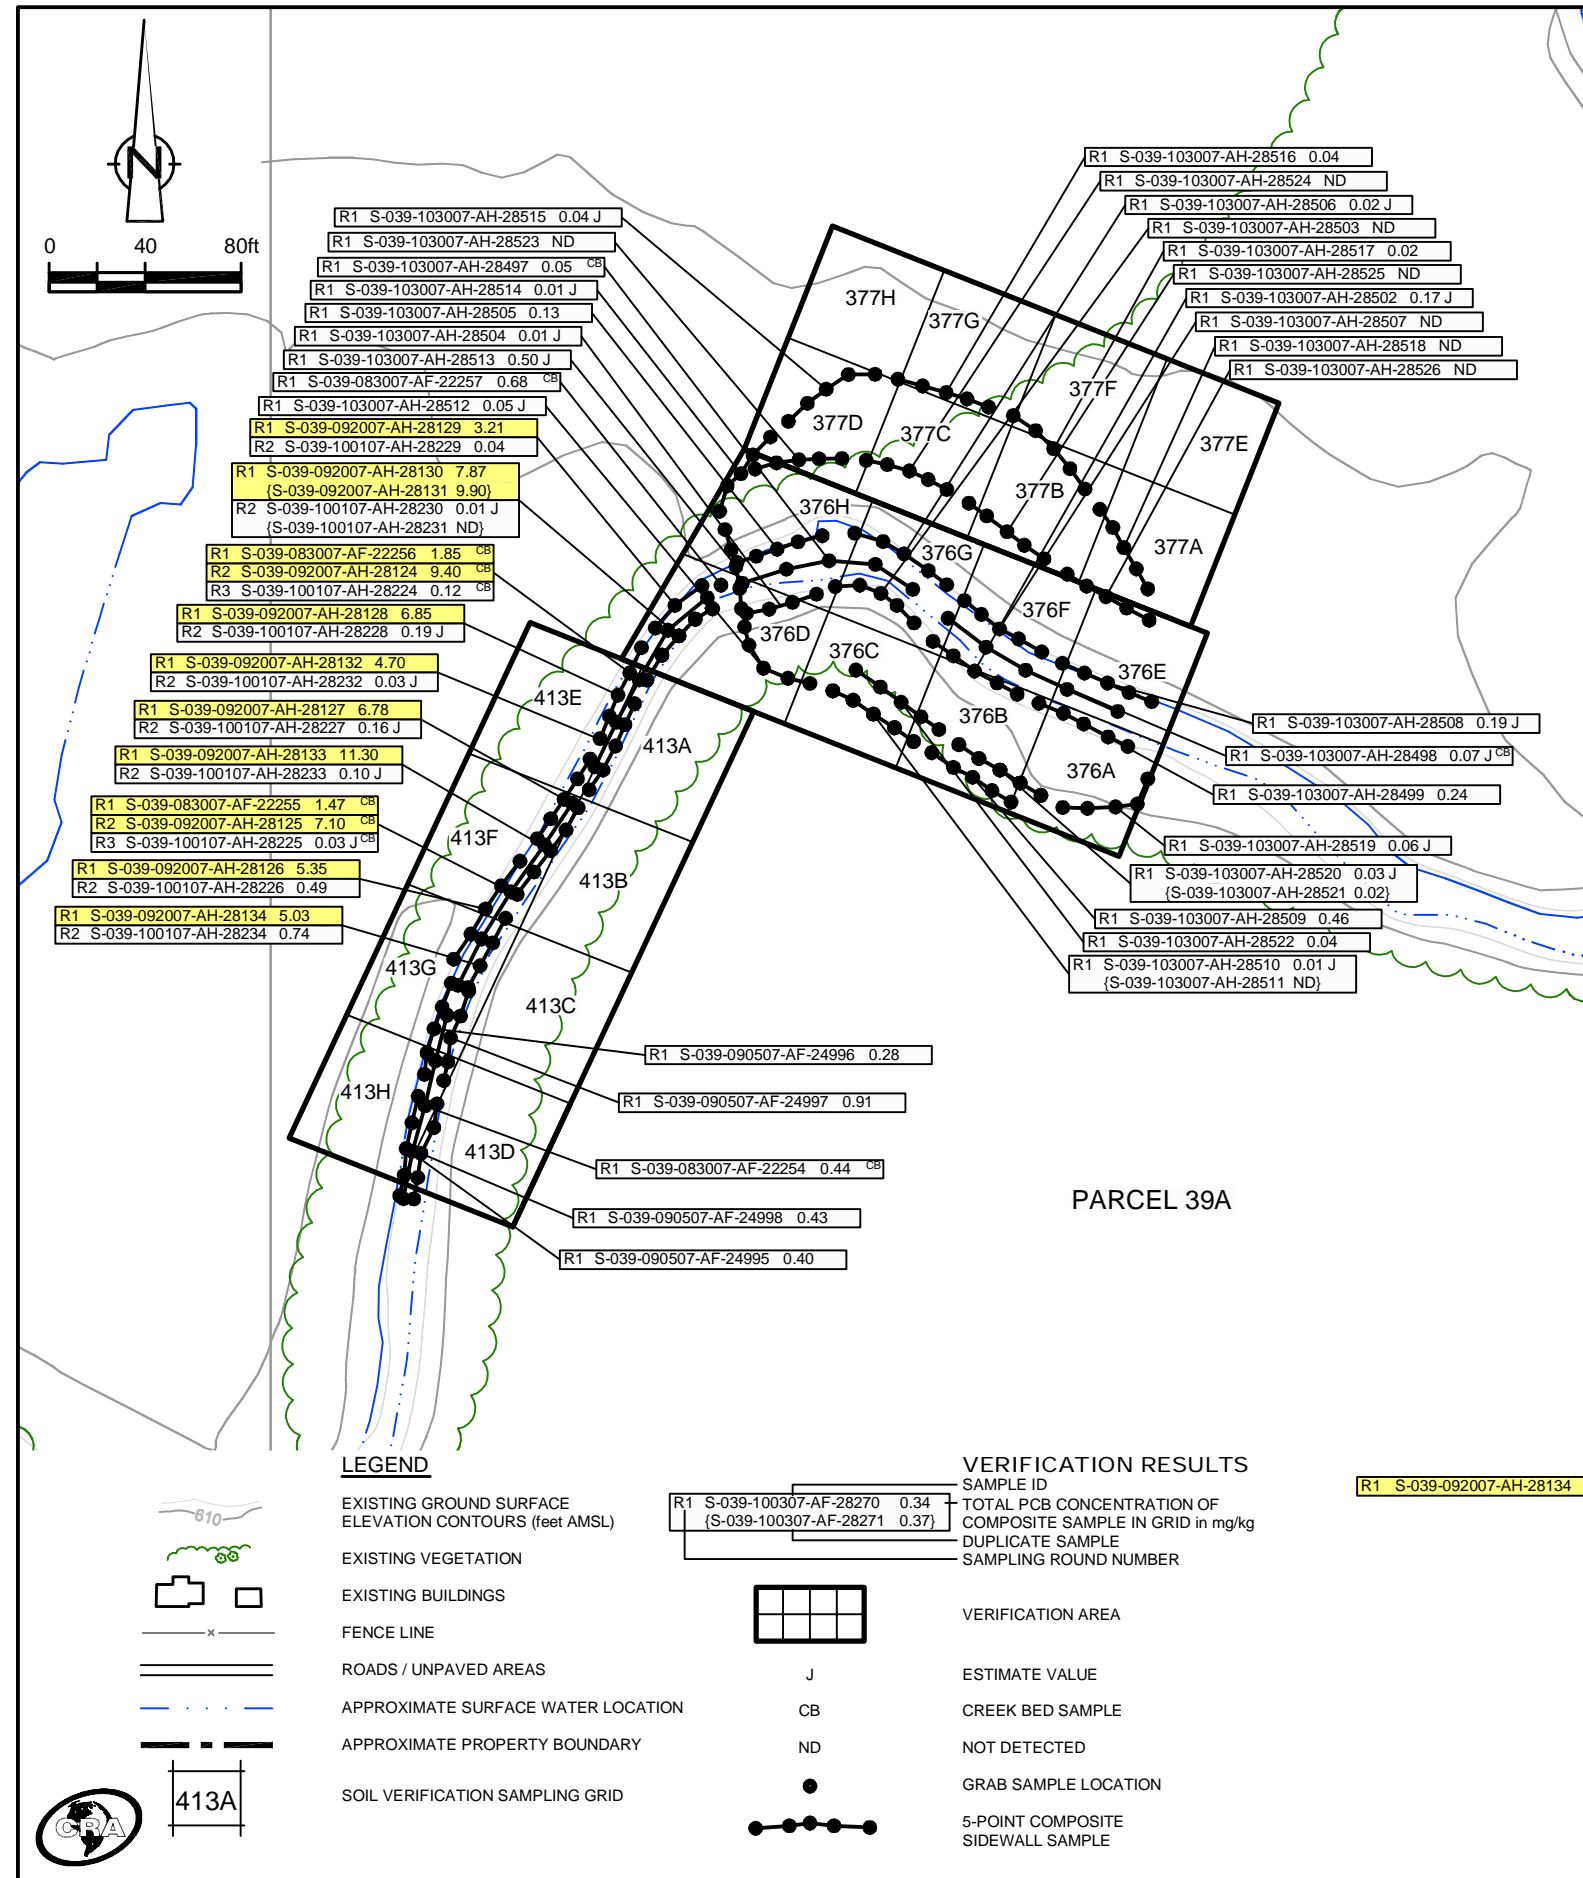 N
0 40 80ft
R1 S-039-103007-AH-28515 0.04 J
R1 S-039-103007-AH-28523 ND
R1 S-039-103007-AH-28497 0.05 CB
R1 S-039-103007-AH-28514 0.01 J
R1 S-039-103007-AH-28505 0.13
R1 S-039-103007-AH-28504 0.01 J
R1 S-039-103007-AH-28513 0.50 J
R1 S-039-083007-AF-22257 0.68 CB
R1 S-039-103007-AH-28512 0.05 J
R1 S-039-092007-AH-28129 3.21
R2 S-039-100107-AH-28229 0.04
R1 S-039-092007-AH-28130 7.87
{S-039-092007-AH-28131 9.90}
R2 S-039-100107-AH-28230 0.01 J
{S-039-100107-AH-28231 ND}
R1 S-039-083007-AF-22256 1.85 CB
R2 S-039-092007-AH-28124 9.40 CB
R3 S-039-100107-AH-28224 0.12 CB
R1 S-039-092007-AH-28128 6.85
R2 S-039-100107-AH-28228 0.19 J
R1 S-039-092007-AH-28132 4.70
R2 S-039-100107-AH-28232 0.03 J
R1 S-039-092007-AH-28127 6.78
R2 S-039-100107-AH-28227 0.16 J
R1 S-039-092007-AH-28133 11.30
R2 S-039-100107-AH-28233 0.10 J
R1 S-039-083007-AF-22255 1.47 CB
R2 S-039-092007-AH-28125 7.10 CB
R3 S-039-100107-AH-28225 0.03 J CB
R1 S-039-092007-AH-28126 5.35
R2 S-039-100107-AH-28226 0.49
R1 S-039-092007-AH-28134 5.03
R2 S-039-100107-AH-28234 0.74
R1 S-039-103007-AH-28516 0.04
R1 S-039-103007-AH-28524 ND
R1 S-039-103007-AH-28506 0.02 J
R1 S-039-103007-AH-28503 ND
R1 S-039-103007-AH-28517 0.02
R1 S-039-103007-AH-28525 ND
R1 S-039-103007-AH-28502 0.17 J
R1 S-039-103007-AH-28507 ND
R1 S-039-103007-AH-28518 ND
R1 S-039-103007-AH-28526 ND
377H
377G
377F
377E
377D
377C
377B
377A
376H
376G
376F
376E
376D
376C
376B
376A
413E
413A
413F
413B
413G
413C
413H
413D
R1 S-039-103007-AH-28508 0.19 J
R1 S-039-103007-AH-28498 0.07 J CB
R1 S-039-103007-AH-28499 0.24
R1 S-039-103007-AH-28519 0.06 J
R1 S-039-103007-AH-28520 0.03 J
{S-039-103007-AH-28521 0.02}
R1 S-039-103007-AH-28509 0.46
R1 S-039-103007-AH-28522 0.04
R1 S-039-103007-AH-28510 0.01 J
{S-039-103007-AH-28511 ND}
R1 S-039-090507-AF-24996 0.28
R1 S-039-090507-AF-24997 0.91
R1 S-039-083007-AF-22254 0.44 CB
R1 S-039-090507-AF-24998 0.43
R1 S-039-090507-AF-24995 0.40
PARCEL 39A
LEGEND
610
EXISTING GROUND SURFACE
ELEVATION CONTOURS (feet AMSL)
EXISTING VEGETATION
EXISTING BUILDINGS
x
FENCE LINE
ROADS / UNPAVED AREAS
APPROXIMATE SURFACE WATER LOCATION
APPROXIMATE PROPERTY BOUNDARY
413A
SOIL VERIFICATION SAMPLING GRID
CRA
VERIFICATION RESULTS
R1 S-039-100307-AF-28270 0.34
{S-039-100307-AF-28271 0.37}
SAMPLE ID
TOTAL PCB CONCENTRATION OF
COMPOSITE SAMPLE IN GRID in mg/kg
DUPLICATE SAMPLE
SAMPLING ROUND NUMBER
VERIFICATION AREA
J ESTIMATE VALUE
CB CREEK BED SAMPLE
ND NOT DETECTED
GRAB SAMPLE LOCATION
5-POINT COMPOSITE
SIDEWALL SAMPLE
R1 S-039-092007-AH-28134